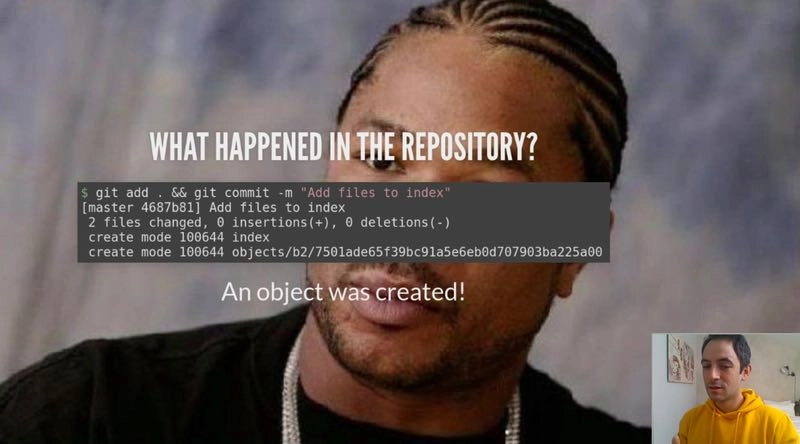 WHAT HAPPENED IN THE REPOSITORY?
$ git add . && git commit -m "Add files to index"
[master 4687b81] Add files to index
2 files changed, 0 insertions(+), 0 deletions(-)
create mode 100644 index
create mode 100644 objects/b2/7501ade65f39bc91a5e6eb0d707903ba225a00
An object was created!